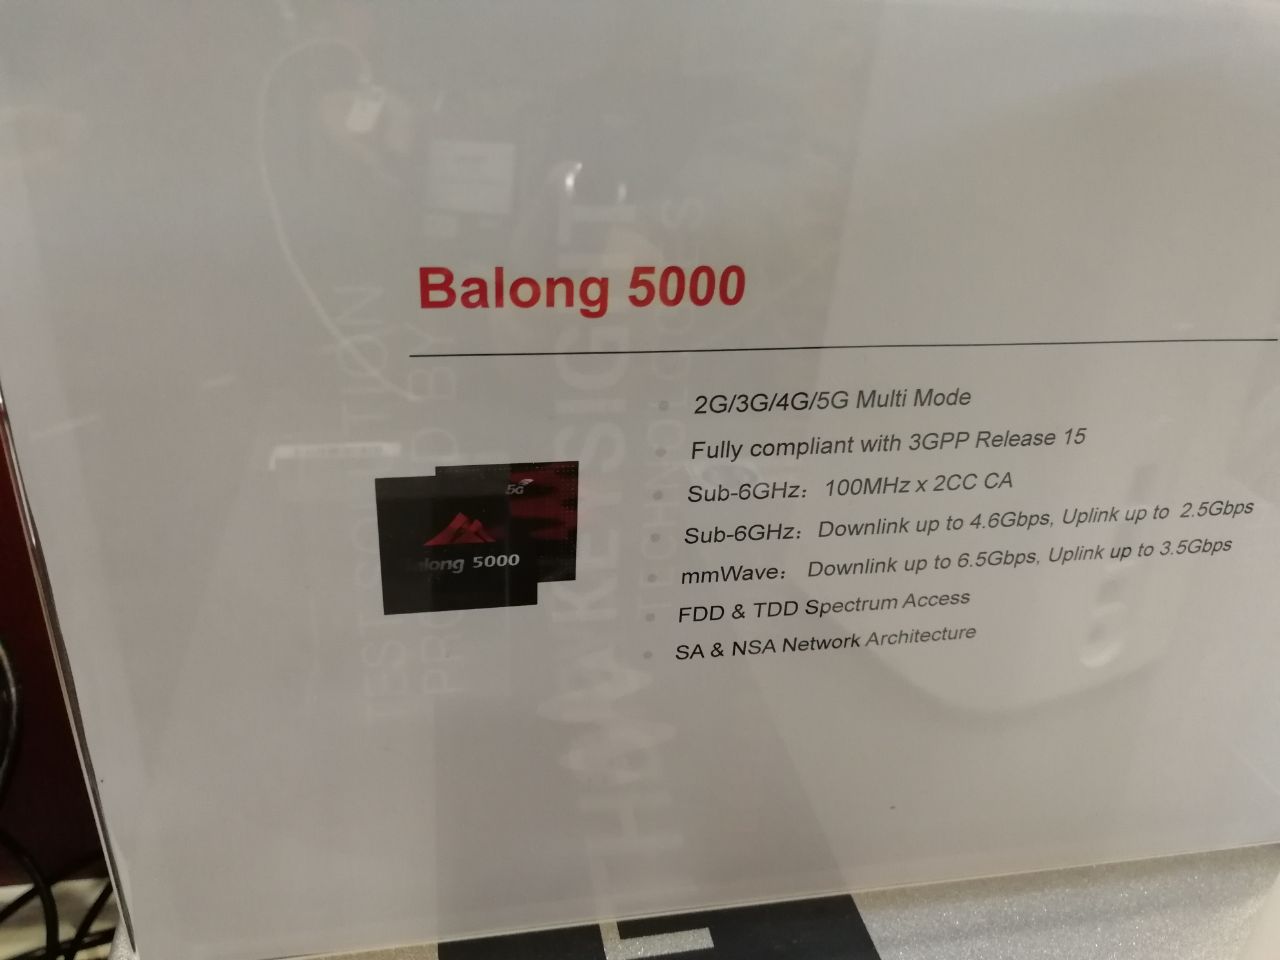 Balong 5000
2G/3G/4G/5G Multi Mode
Fully compliant with 3GPP Release 15
Sub-6GHz： 100MHz x 2CC CA
Sub-6GHz： Downlink up to 4.6Gbps, Uplink up to 2.5Gbps
mmWave： Downlink up to 6.5Gbps, Uplink up to 3.5Gbps
FDD & TDD Spectrum Access
SA & NSA Network Architecture
5G
Balong 5000
KEYSIGHT
TECHNOLOGIES